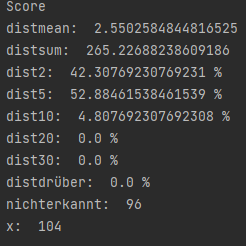 Score
distmean:  2.5502584844816525
distsum:  265.22688238609186
dist2:  42.30769230769231 %
dist5:  52.88461538461539 %
dist10:  4.807692307692308 %
dist20:  0.0 %
dist30:  0.0 %
distdrüber:  0.0 %
nichterkannt:  96
x:  104